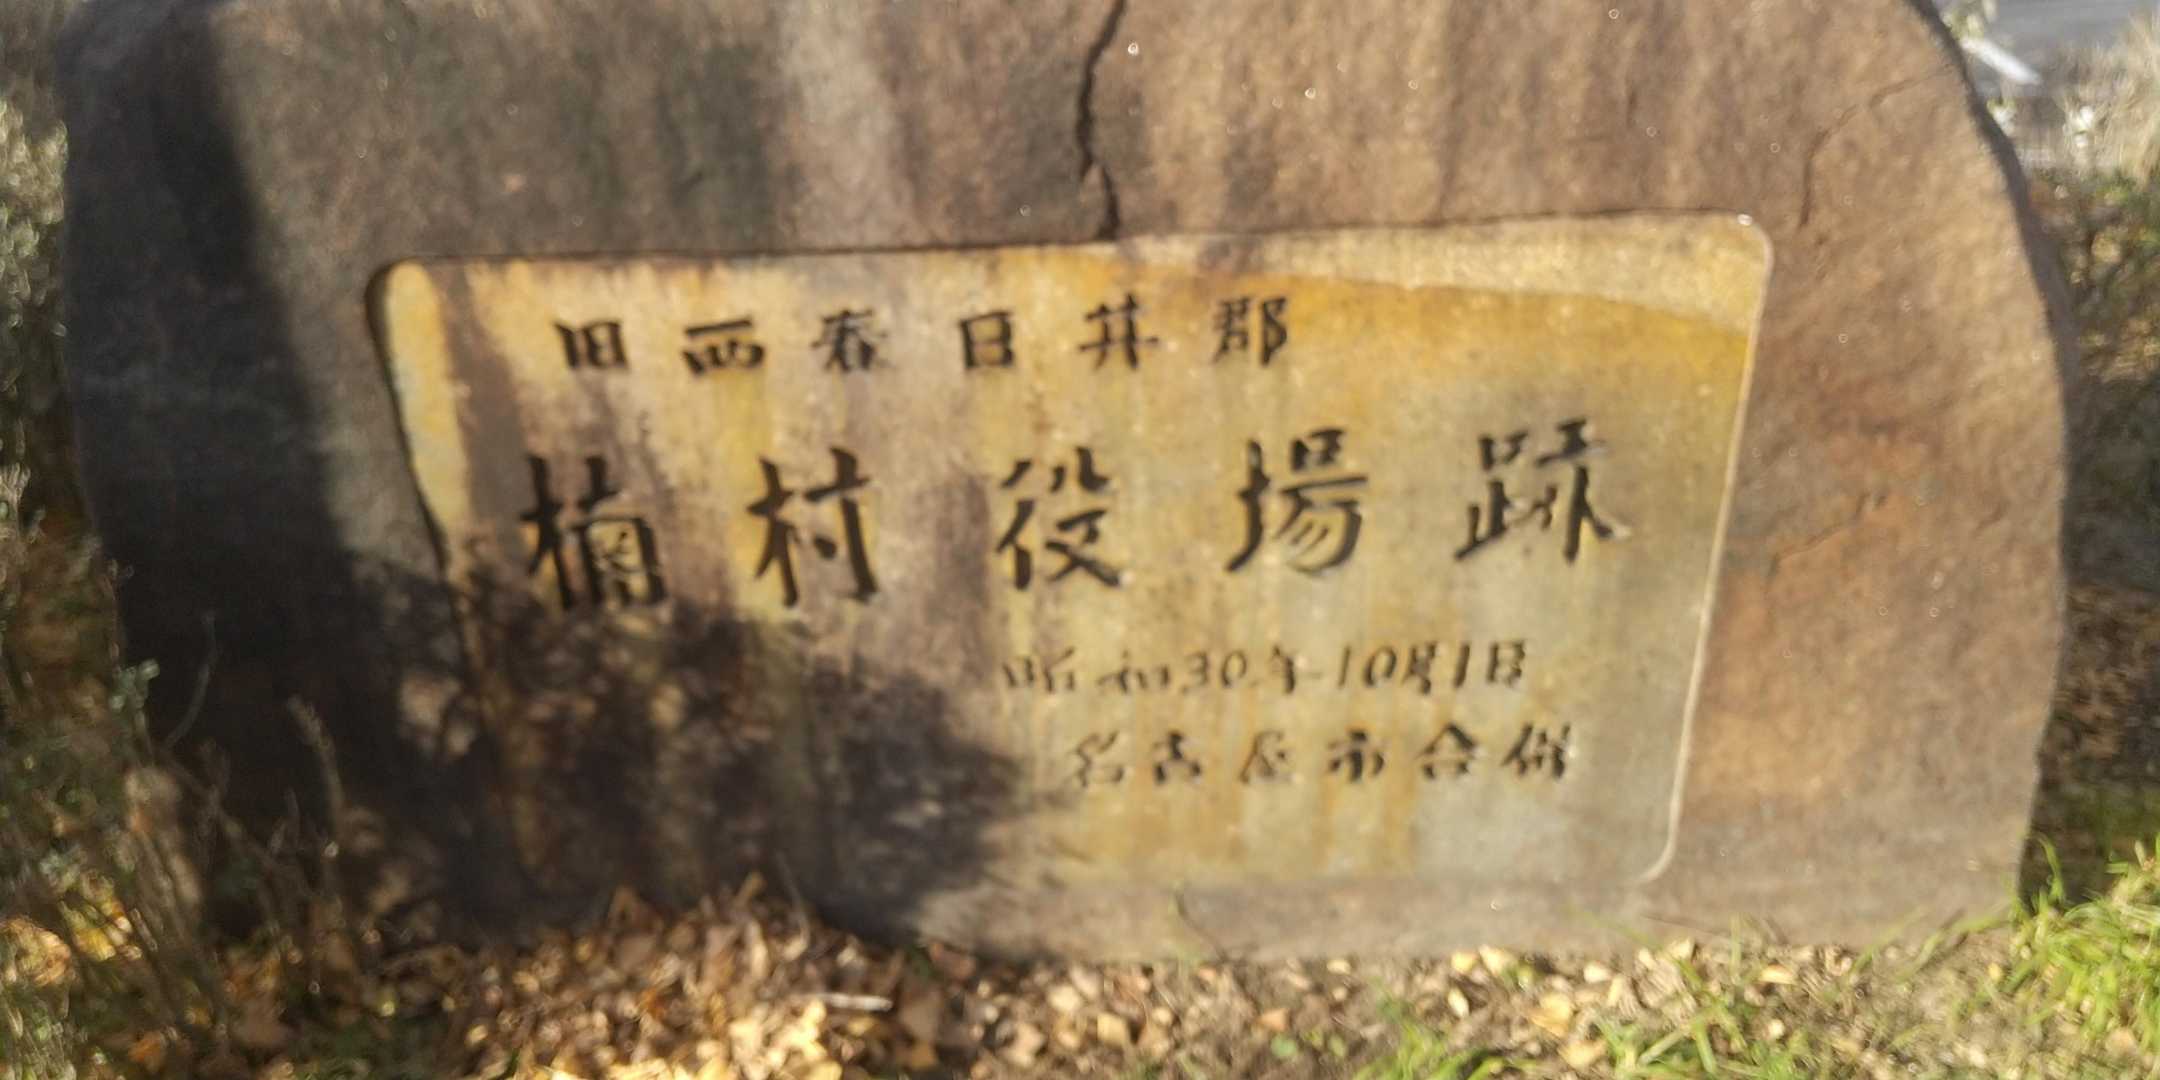 旧西春日井郡
楠村役場跡
昭和30年10月1日
名古屋市合併